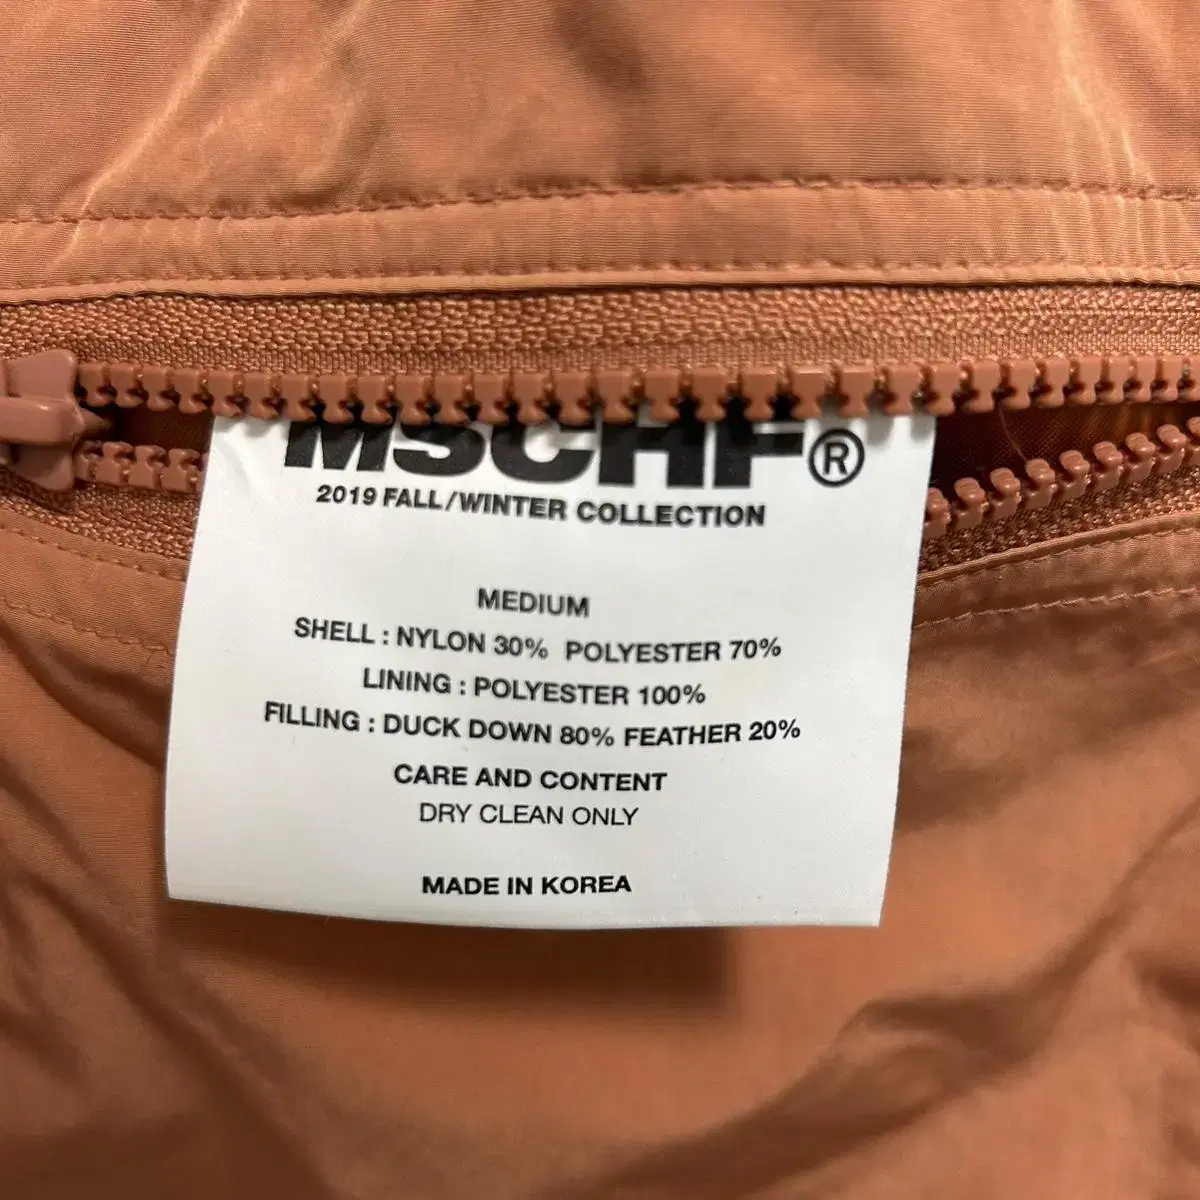 MSCHF®
2019 FALL/WINTER COLLECTION
MEDIUM
SHELL : NYLON 30% POLYESTER 70%
LINING : POLYESTER 100%
FILLING : DUCK DOWN 80% FEATHER 20%
CARE AND CONTENT
DRY CLEAN ONLY
MADE IN KOREA